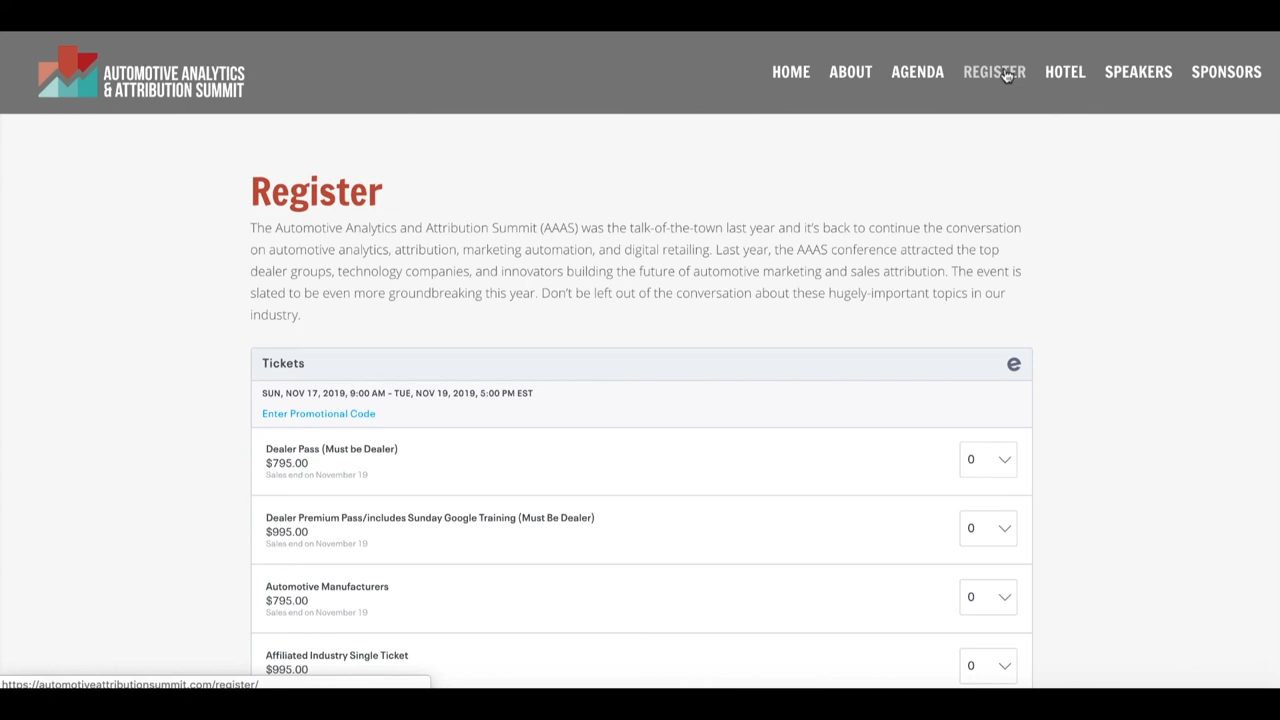 AUTOMOTIVE ANALYTICS
& ATTRIBUTION SUMMIT
HOME ABOUT AGENDA REGISTER HOTEL SPEAKERS SPONSORS
Register
The Automotive Analytics and Attribution Summit (AAAS) was the talk-of-the-town last year and it's back to continue the conversation
on automotive analytics, attribution, marketing automation, and digital retailing. Last year, the AAAS conference attracted the top
dealer groups, technology companies, and innovators building the future of automotive marketing and sales attribution. The event is
slated to be even more groundbreaking this year. Don't be left out of the conversation about these hugely-important topics in our
industry.
Tickets e
SUN, NOV 17, 2019, 9:00 AM - TUE, NOV 19, 2019, 5:00 PM EST
Enter Promotional Code
Dealer Pass (Must be Dealer)
$795.00 0
Sales end on November 19
Dealer Premium Pass/includes Sunday Google Training (Must Be Dealer)
$995.00 0
Sales end on November 19
Automotive Manufacturers
$795.00 0
Sales end on November 19
Affiliated Industry Single Ticket
$995.00 0
https://automotiveattributionsummit.com/register/